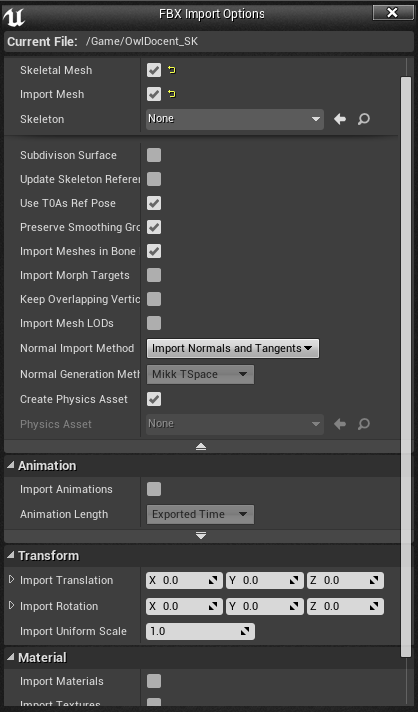 FBX Import Options
Current File: /Game/OwlDocent_SK
Skeletal Mesh
Import Mesh
Skeleton None
Subdivison Surface
Update Skeleton Referen
Use T0As Ref Pose
Preserve Smoothing Gro
Import Meshes in Bone
Import Morph Targets
Keep Overlapping Vertic
Import Mesh LODs
Normal Import Method Import Normals and Tangents
Normal Generation Meth Mikk TSpace
Create Physics Asset
Physics Asset None
Animation
Import Animations
Animation Length Exported Time
Transform
Import Translation X 0.0 Y 0.0 Z 0.0
Import Rotation X 0.0 Y 0.0 Z 0.0
Import Uniform Scale 1.0
Material
Import Materials
Import Textures